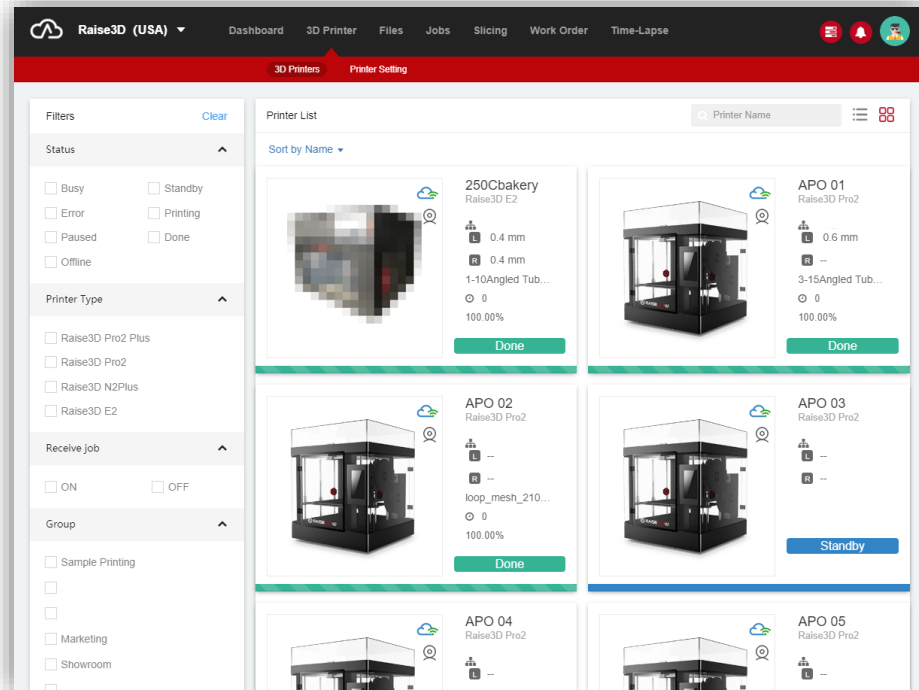 Raise3D (USA)
Dashboard 3D Printer Files Jobs Slicing Work Order Time-Lapse
3D Printers Printer Setting
Filters Clear
Status
Busy Standby
Error Printing
Paused Done
Offline
Printer Type
Raise3D Pro2 Plus
Raise3D Pro2
Raise3D N2Plus
Raise3D E2
Receive job
ON OFF
Group
Sample Printing
Marketing
Showroom
Printer List
Printer Name
Sort by Name
250Cbakery
Raise3D E2
L 0.4 mm
R 0.4 mm
1-10Angled Tub...
0
100.00%
Done
APO 01
Raise3D Pro2
L 0.6 mm
R --
3-15Angled Tub...
0
100.00%
Done
APO 02
Raise3D Pro2
L --
R --
loop_mesh_210...
0
100.00%
Done
APO 03
Raise3D Pro2
L --
R --
Standby
APO 04
Raise3D Pro2
L --
APO 05
Raise3D Pro2
L --